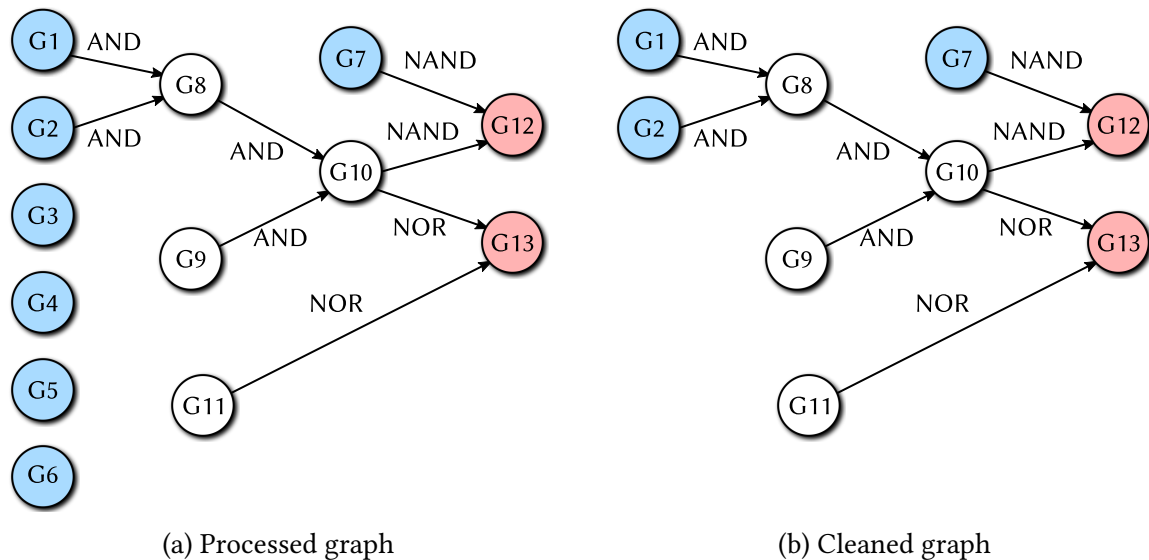 G1
AND
G7
NAND
G8
G2
AND
NAND
G12
AND
G10
G3
AND
NOR
G13
G9
G4
NOR
G5
G11
G6
(a) Processed graph
G1
AND
G7
NAND
G8
G2
AND
NAND
G12
AND
G10
AND
NOR
G13
G9
NOR
G11
(b) Cleaned graph